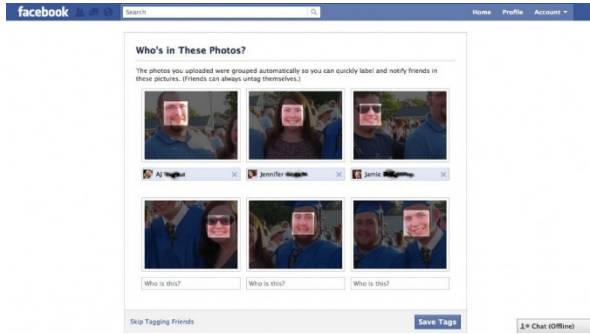 facebook Search Home Profile Account
Who's in These Photos?
The photos you uploaded were grouped automatically so you can quickly label and notify friends in
these pictures. (Friends can always untag themselves.)
AJ Jennifer Jamie
Who is this? Who is this? Who is this?
Skip Tagging Friends Save Tags
Chat (Offline)